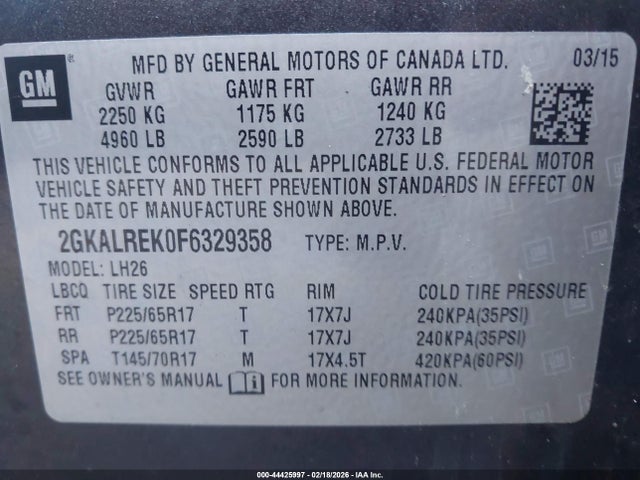 GM
®
MFD BY GENERAL MOTORS OF CANADA LTD. 03/15
GVWR GAWR FRT GAWR RR
2250 KG 1175 KG 1240 KG
4960 LB 2590 LB 2733 LB
THIS VEHICLE CONFORMS TO ALL APPLICABLE U.S. FEDERAL MOTOR
VEHICLE SAFETY AND THEFT PREVENTION STANDARDS IN EFFECT ON
THE DATE OF MANUFACTURE SHOWN ABOVE.
2GKALREK0F6329358 TYPE: M.P.V.
MODEL: LH26
LBCQ TIRE SIZE SPEED RTG RIM COLD TIRE PRESSURE
FRT P225/65R17 T 17X7J 240KPA(35PSI)
RR P225/65R17 T 17X7J 240KPA(35PSI)
SPA T145/70R17 M 17X4.5T 420KPA(60PSI)
SEE OWNER'S MANUAL FOR MORE INFORMATION.
000-44425997 - 02/18/2026 - IAA Inc.